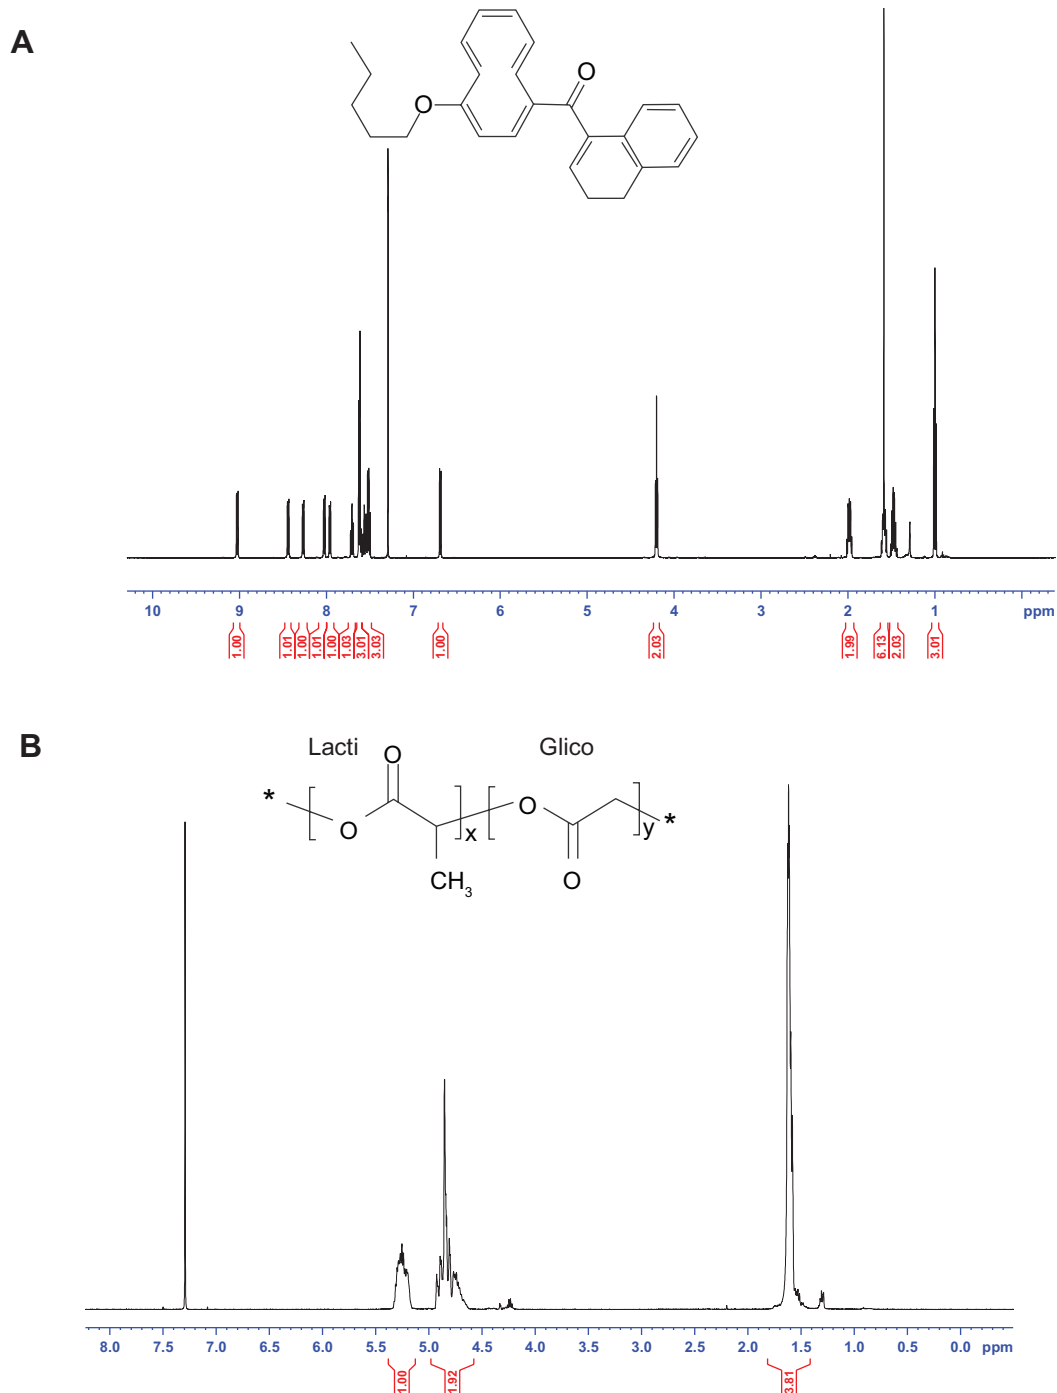 A
O
O
10 9 8 7 6 5 4 3 2 1 ppm
1.00 1.01 1.00 1.01 1.00 1.03 3.01 3.03 1.00 2.03 1.99 6.13 2.03 3.01
B
Lacti Glico
O
* O x O y *
CH3 O
8.0 7.5 7.0 6.5 6.0 5.5 5.0 4.5 4.0 3.5 3.0 2.5 2.0 1.5 1.0 0.5 0.0 ppm
1.00 1.92 3.81